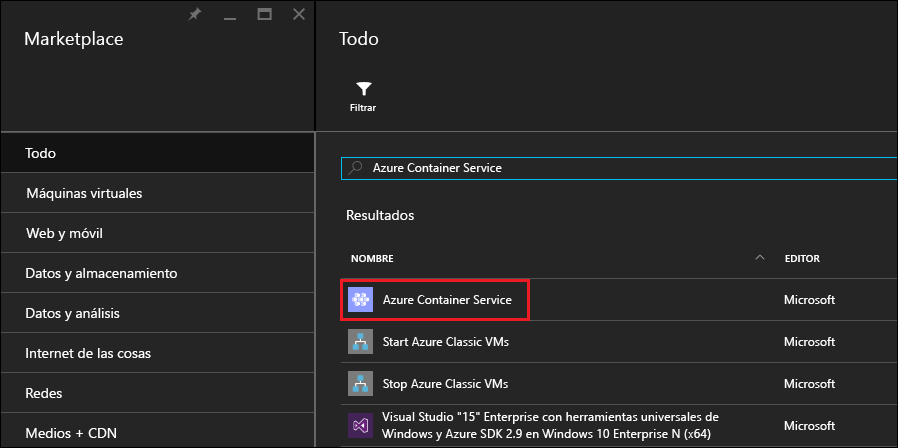 Marketplace
Todo
Máquinas virtuales
Web y móvil
Datos y almacenamiento
Datos y análisis
Internet de las cosas
Redes
Medios + CDN
Todo
Filtrar
Azure Container Service
Resultados
NOMBRE EDITOR
Azure Container Service Microsoft
Start Azure Classic VMs Microsoft
Stop Azure Classic VMs Microsoft
Visual Studio "15" Enterprise con herramientas universales de
Windows y Azure SDK 2.9 en Windows 10 Enterprise N (x64)
Microsoft